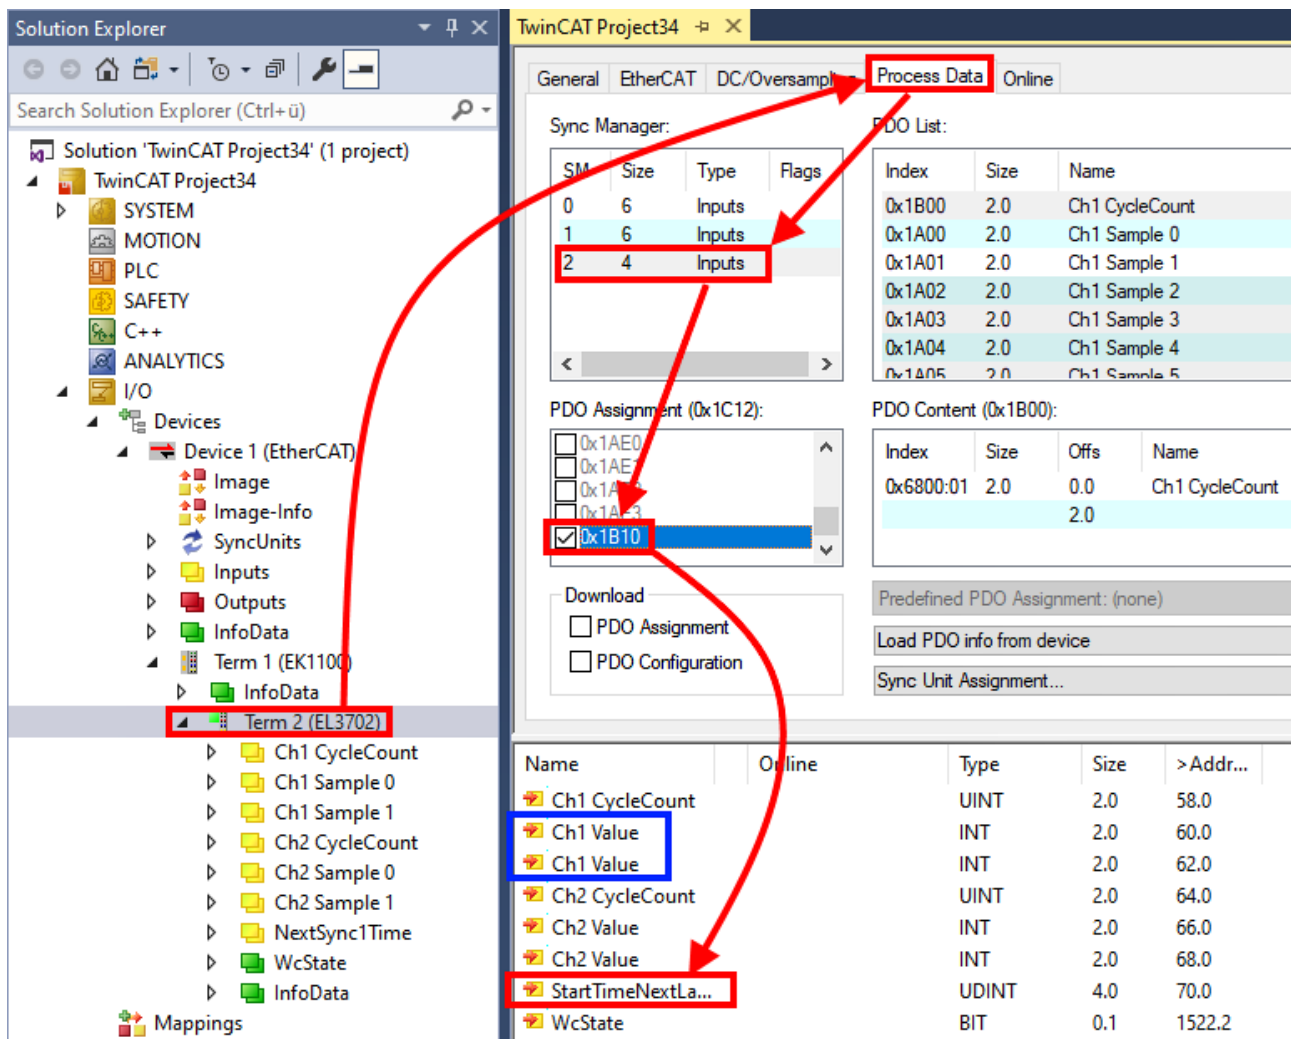 Solution Explorer
Search Solution Explorer (Ctrl+ü)
Solution 'TwinCAT Project34' (1 project)
TwinCAT Project34
SYSTEM
MOTION
PLC
SAFETY
C++
ANALYTICS
I/O
Devices
Device 1 (EtherCAT)
Image
Image-Info
SyncUnits
Inputs
Outputs
InfoData
Term 1 (EK1100)
InfoData
Term 2 (EL3702)
Ch1 CycleCount
Ch1 Sample 0
Ch1 Sample 1
Ch2 CycleCount
Ch2 Sample 0
Ch2 Sample 1
NextSync1Time
WcState
InfoData
Mappings
TwinCAT Project34
General EtherCAT DC/Oversampling Process Data Online
Sync Manager:
SM Size Type Flags
0 6 Inputs
1 6 Inputs
2 4 Inputs
PDO List:
Index Size Name
0x1B00 2.0 Ch1 CycleCount
0x1A00 2.0 Ch1 Sample 0
0x1A01 2.0 Ch1 Sample 1
0x1A02 2.0 Ch1 Sample 2
0x1A03 2.0 Ch1 Sample 3
0x1A04 2.0 Ch1 Sample 4
0x1A05 2.0 Ch1 Sample 5
PDO Assignment (0x1C12):
0x1AE0
0x1AE1
0x1AE3
0x1B10
PDO Content (0x1B00):
Index Size Offs Name
0x6800:01 2.0 0.0 Ch1 CycleCount
2.0
Download
PDO Assignment
PDO Configuration
Predefined PDO Assignment: (none)
Load PDO info from device
Sync Unit Assignment...
Name Online Type Size >Addr...
Ch1 CycleCount UINT 2.0 58.0
Ch1 Value INT 2.0 60.0
Ch1 Value INT 2.0 62.0
Ch2 CycleCount UINT 2.0 64.0
Ch2 Value INT 2.0 66.0
Ch2 Value INT 2.0 68.0
StartTimeNextLa... UDINT 4.0 70.0
WcState BIT 0.1 1522.2